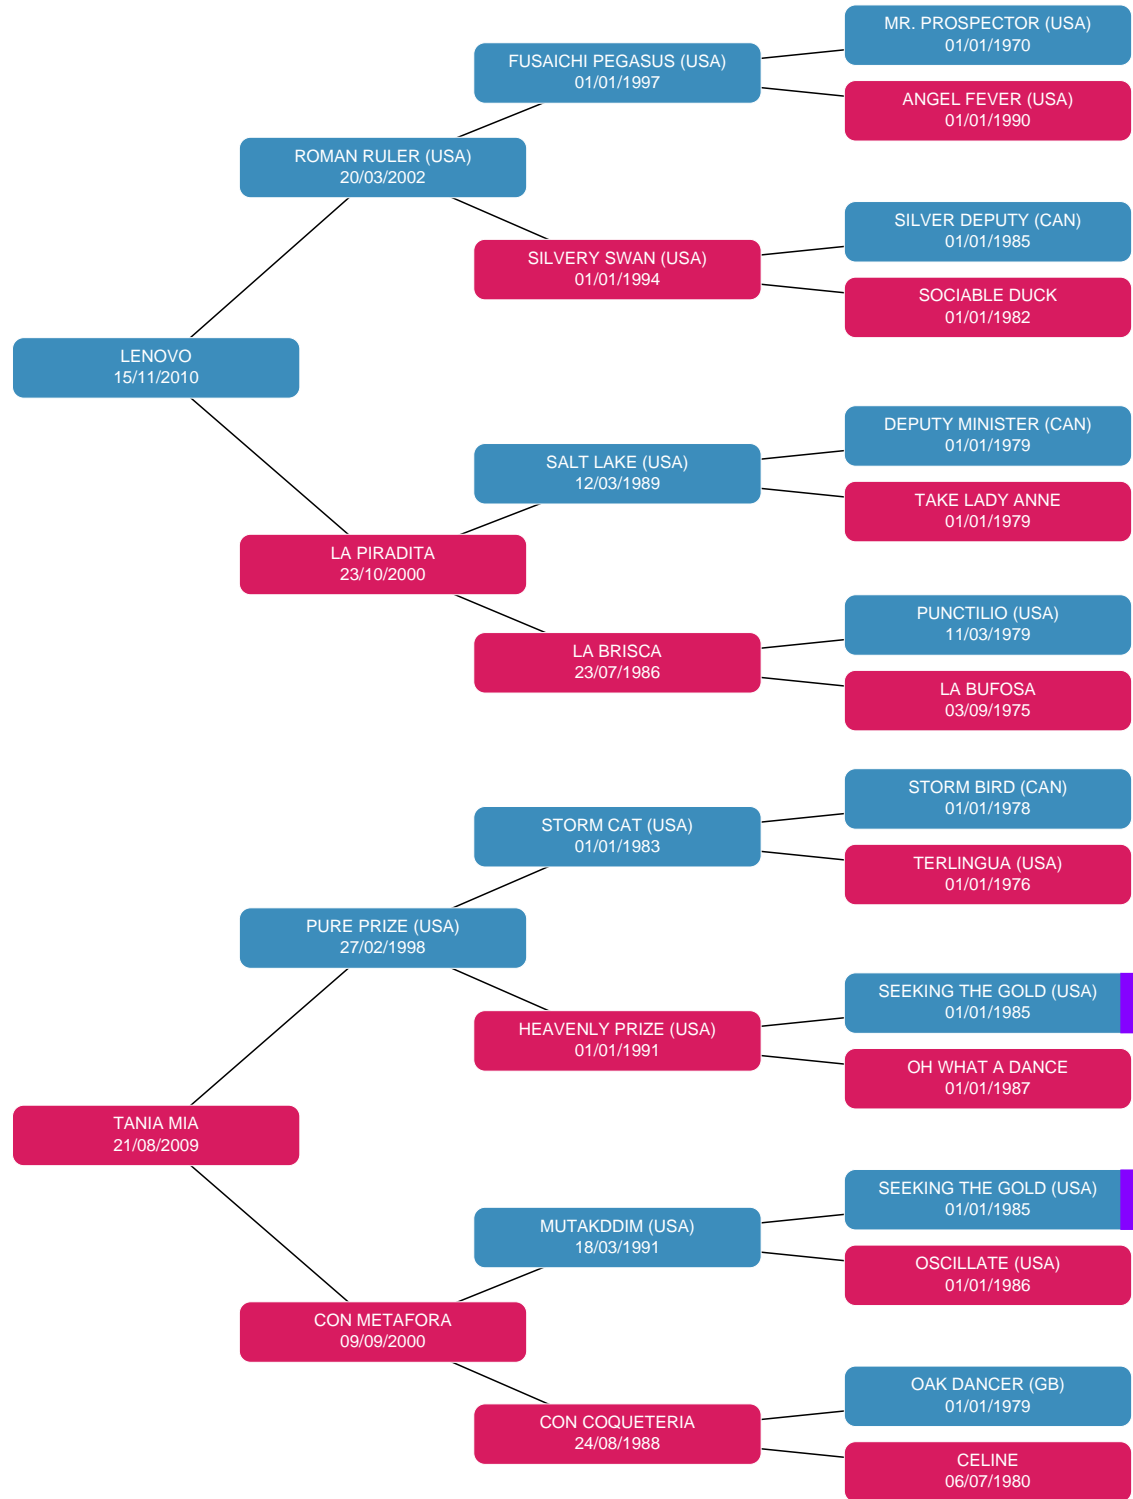 MR. PROSPECTOR (USA)
01/01/1970
FUSAICHI PEGASUS (USA)
01/01/1997
ANGEL FEVER (USA)
01/01/1990
ROMAN RULER (USA)
20/03/2002
SILVER DEPUTY (CAN)
01/01/1985
SILVERY SWAN (USA)
01/01/1994
SOCIABLE DUCK
01/01/1982
LENOVO
15/11/2010
DEPUTY MINISTER (CAN)
01/01/1979
SALT LAKE (USA)
12/03/1989
TAKE LADY ANNE
01/01/1979
LA PIRADITA
23/10/2000
PUNCTILIO (USA)
11/03/1979
LA BRISCA
23/07/1986
LA BUFOSA
03/09/1975
STORM BIRD (CAN)
01/01/1978
STORM CAT (USA)
01/01/1983
TERLINGUA (USA)
01/01/1976
PURE PRIZE (USA)
27/02/1998
SEEKING THE GOLD (USA)
01/01/1985
HEAVENLY PRIZE (USA)
01/01/1991
OH WHAT A DANCE
01/01/1987
TANIA MIA
21/08/2009
SEEKING THE GOLD (USA)
01/01/1985
MUTAKDDIM (USA)
18/03/1991
OSCILLATE (USA)
01/01/1986
CON METAFORA
09/09/2000
OAK DANCER (GB)
01/01/1979
CON COQUETERIA
24/08/1988
CELINE
06/07/1980